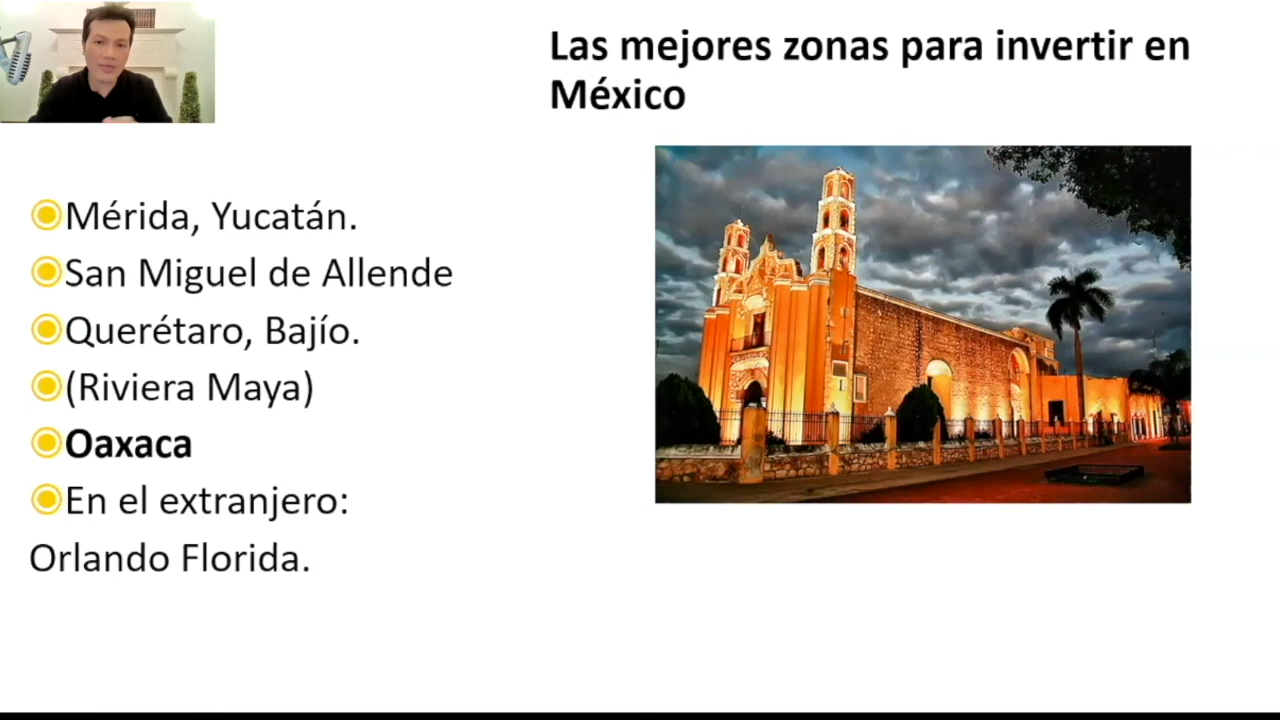 Las mejores zonas para invertir en
México
Mérida, Yucatán.
San Miguel de Allende
Querétaro, Bajío.
(Riviera Maya)
Oaxaca
En el extranjero:
Orlando Florida.